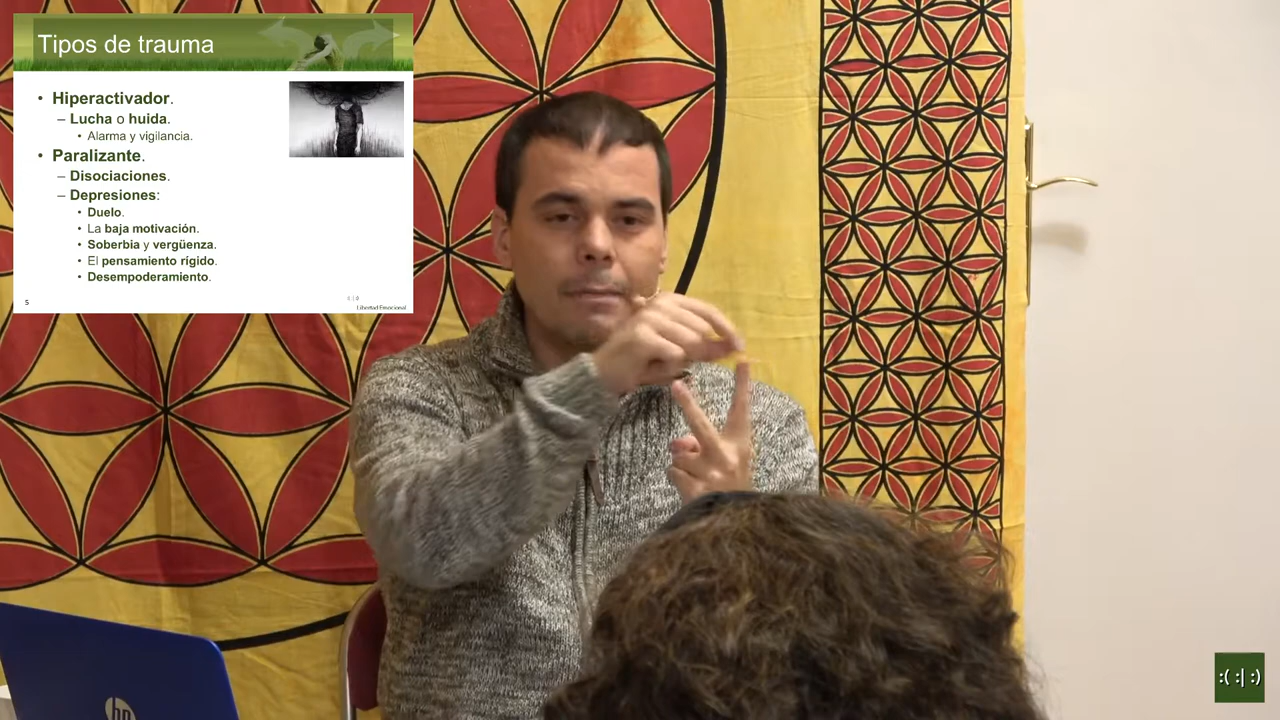 Tipos de trauma
• Hiperactivador.
– Lucha o huida.
• Alarma y vigilancia.
• Paralizante.
– Disociaciones.
– Depresiones:
• Duelo.
• La baja motivación.
• Soberbia y vergüenza.
• El pensamiento rígido.
• Desempoderamiento.
5
Libertad Emocional
hp
:( :| :)